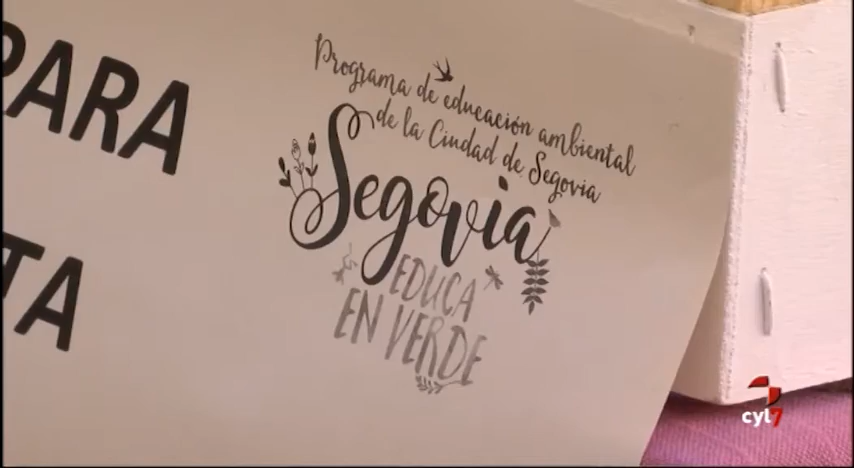 PARA
TA
Programa de educación ambiental
de la Ciudad de Segovia
Segovia
EDUCA
EN VERDE
cyl7